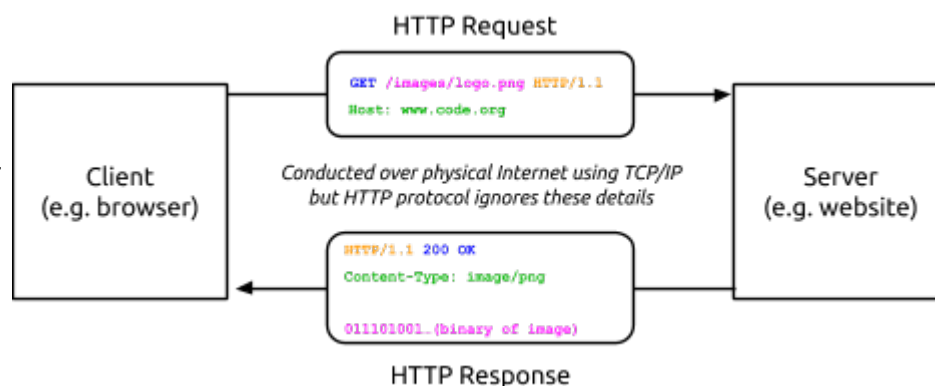 HTTP Request
GET /images/logo.png HTTP/1.1
Host: www.code.org
Client
(e.g. browser)
Conducted over physical Internet using TCP/IP
but HTTP protocol ignores these details
Server
(e.g. website)
HTTP/1.1 200 OK
Content-Type: image/png
011101001…(binary of image)
HTTP Response